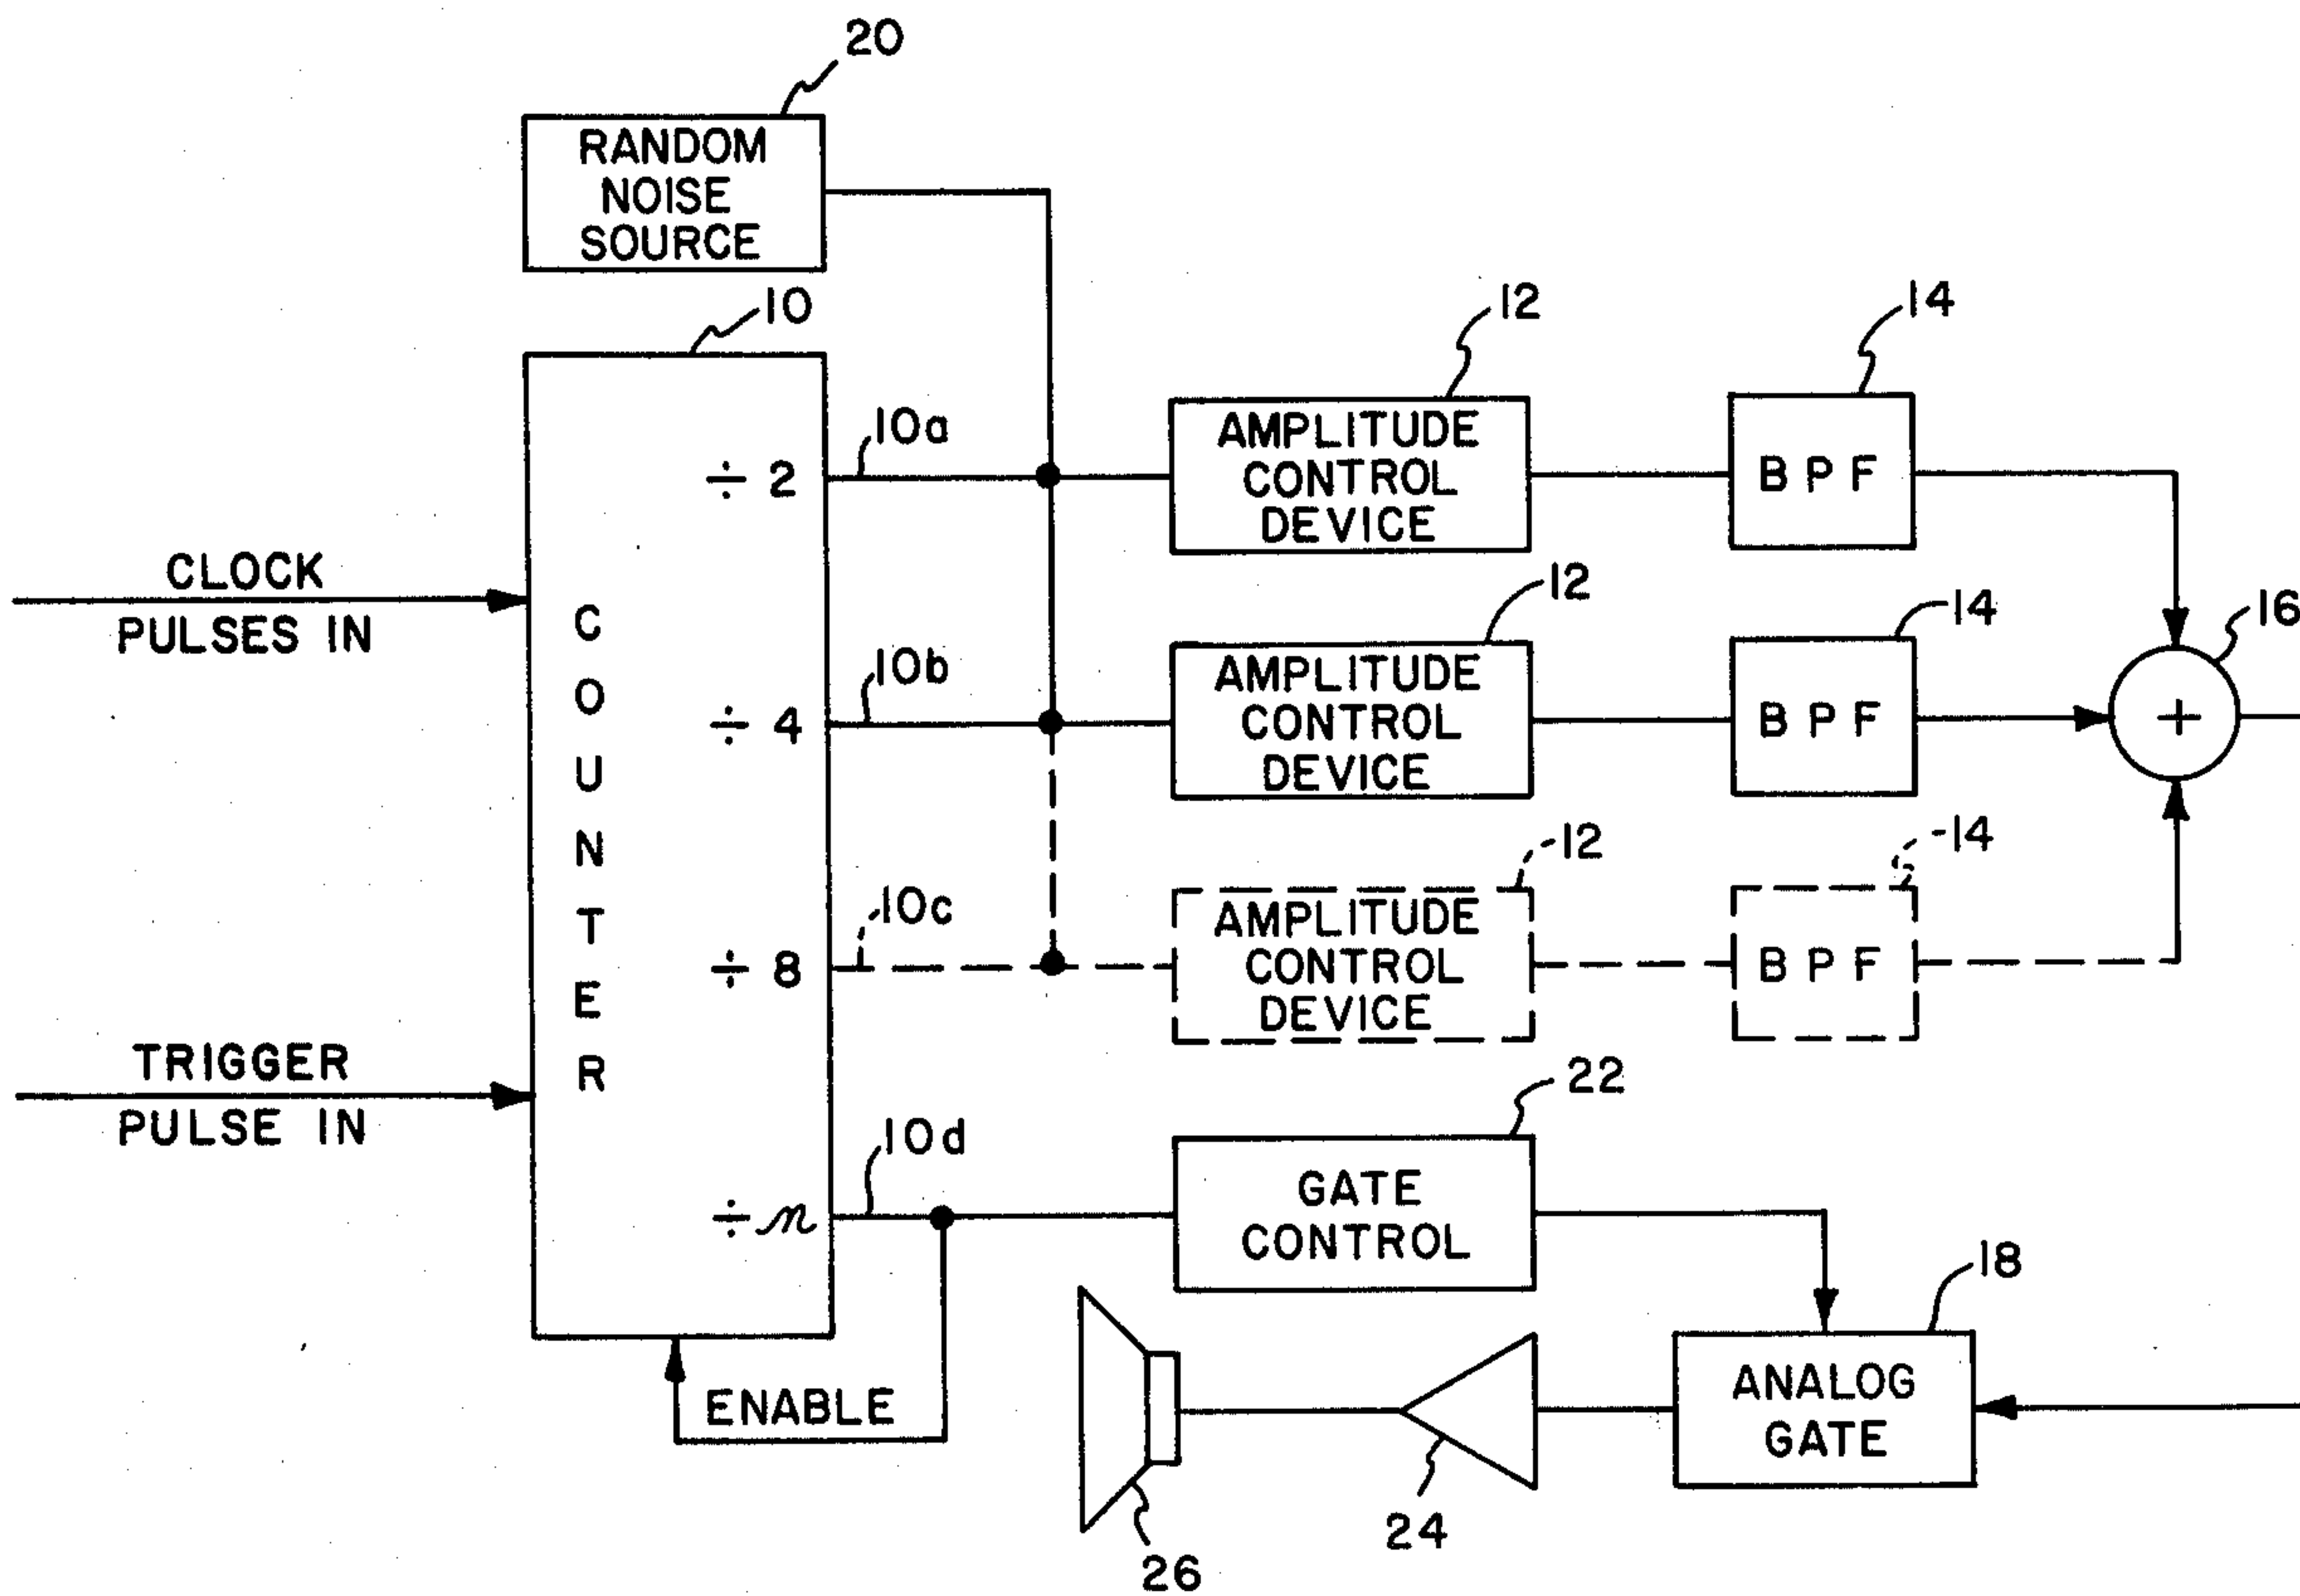 20
RANDOM
NOISE
SOURCE
10
12
14
10a
÷ 2
AMPLITUDE
CONTROL
DEVICE
B P F
CLOCK
PULSES IN
COUNTER
12
14
16
10b
÷ 4
AMPLITUDE
CONTROL
DEVICE
B P F
+
12
14
10c
÷ 8
AMPLITUDE
CONTROL
DEVICE
B P F
TRIGGER
PULSE IN
22
10d
÷ n
GATE
CONTROL
18
ENABLE
ANALOG
GATE
24
26